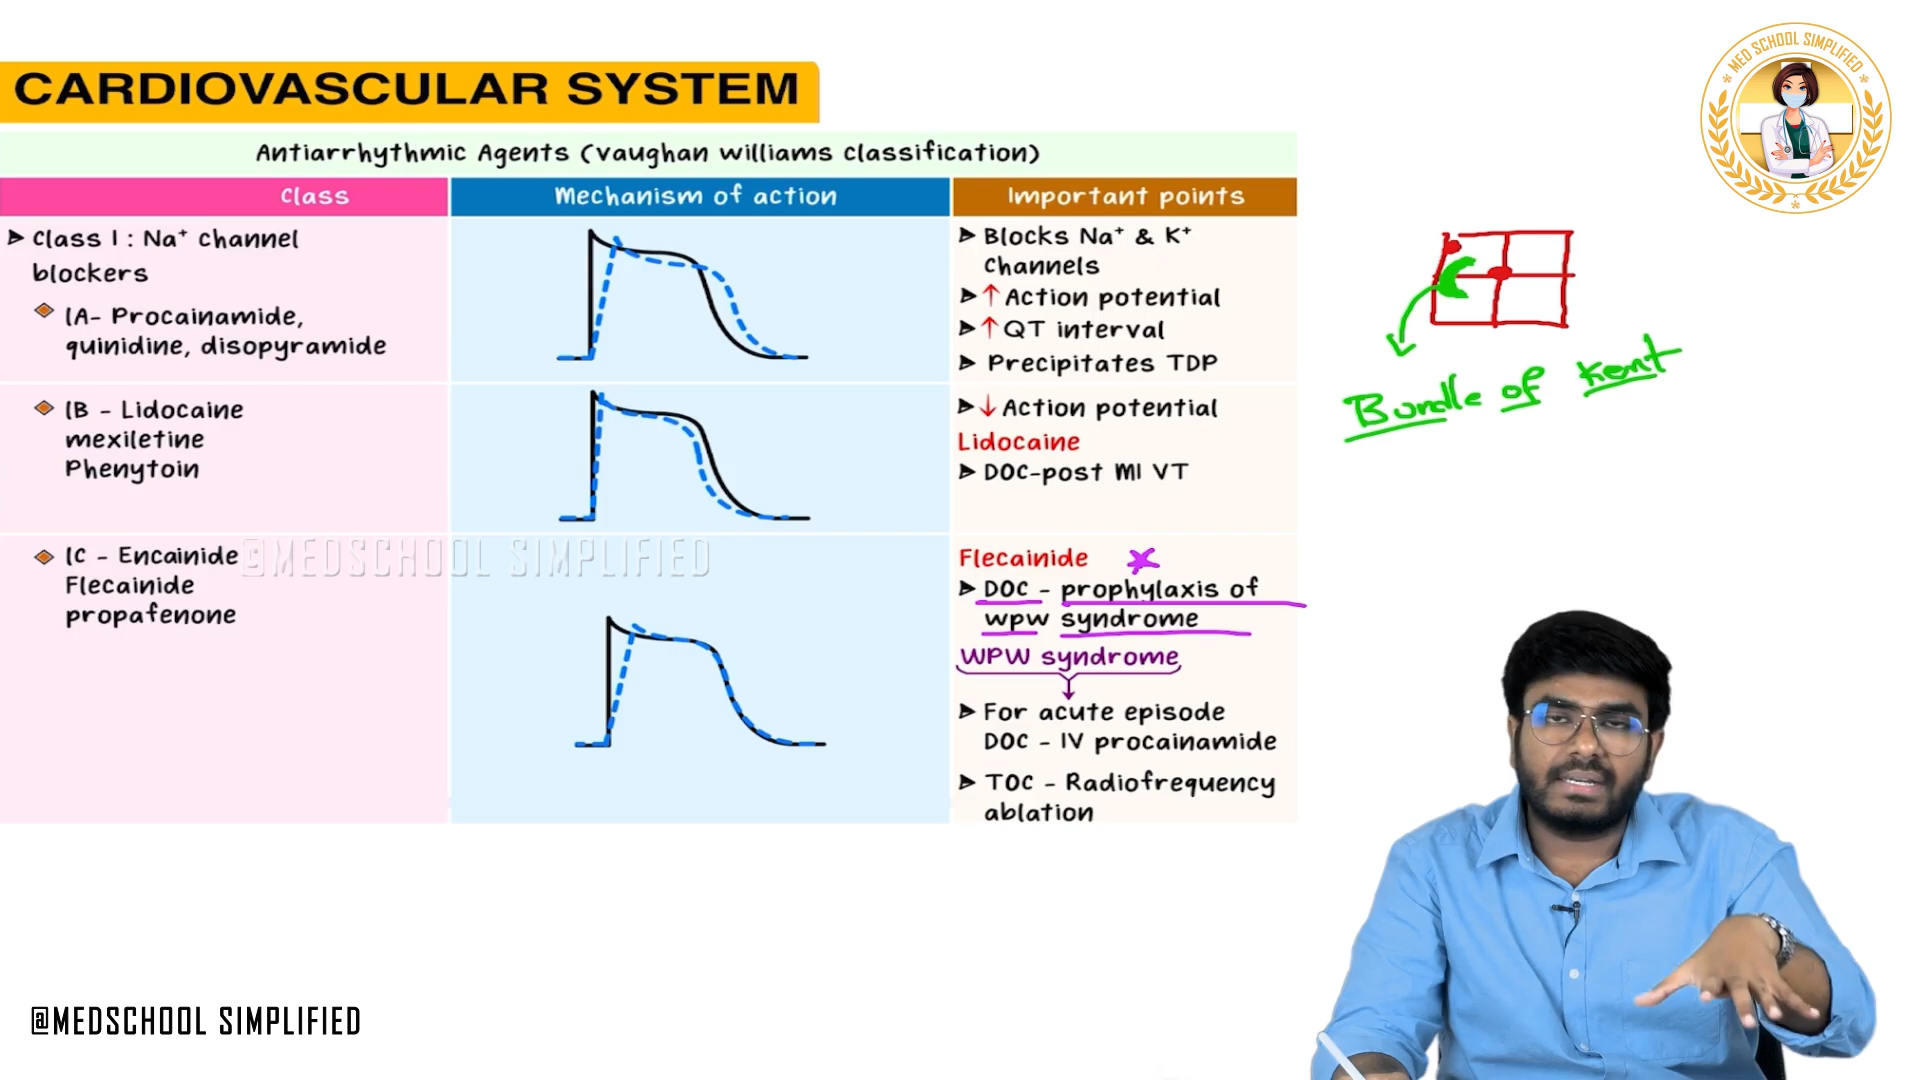 MED SCHOOL SIMPLIFIED
CARDIOVASCULAR SYSTEM
Antiarrhythmic Agents (Vaughan Williams Classification)
Class
Mechanism of action
Important points
Class I : Na⁺ channel
blockers
IA- Procainamide,
quinidine, disopyramide
Blocks Na⁺ & K⁺
Channels
↑ Action potential
↑ QT interval
Precipitates TDP
IB - Lidocaine
mexiletine
Phenytoin
↓ Action potential
Lidocaine
DOC-post MI VT
IC - Encainide
Flecainide
propafenone
Flecainide
DOC - prophylaxis of
wpw syndrome
WPW syndrome
For acute episode
DOC - IV procainamide
TOC - Radiofrequency
ablation
Bundle of Kent
@MEDSCHOOL SIMPLIFIED
@MEDSCHOOL SIMPLIFIED